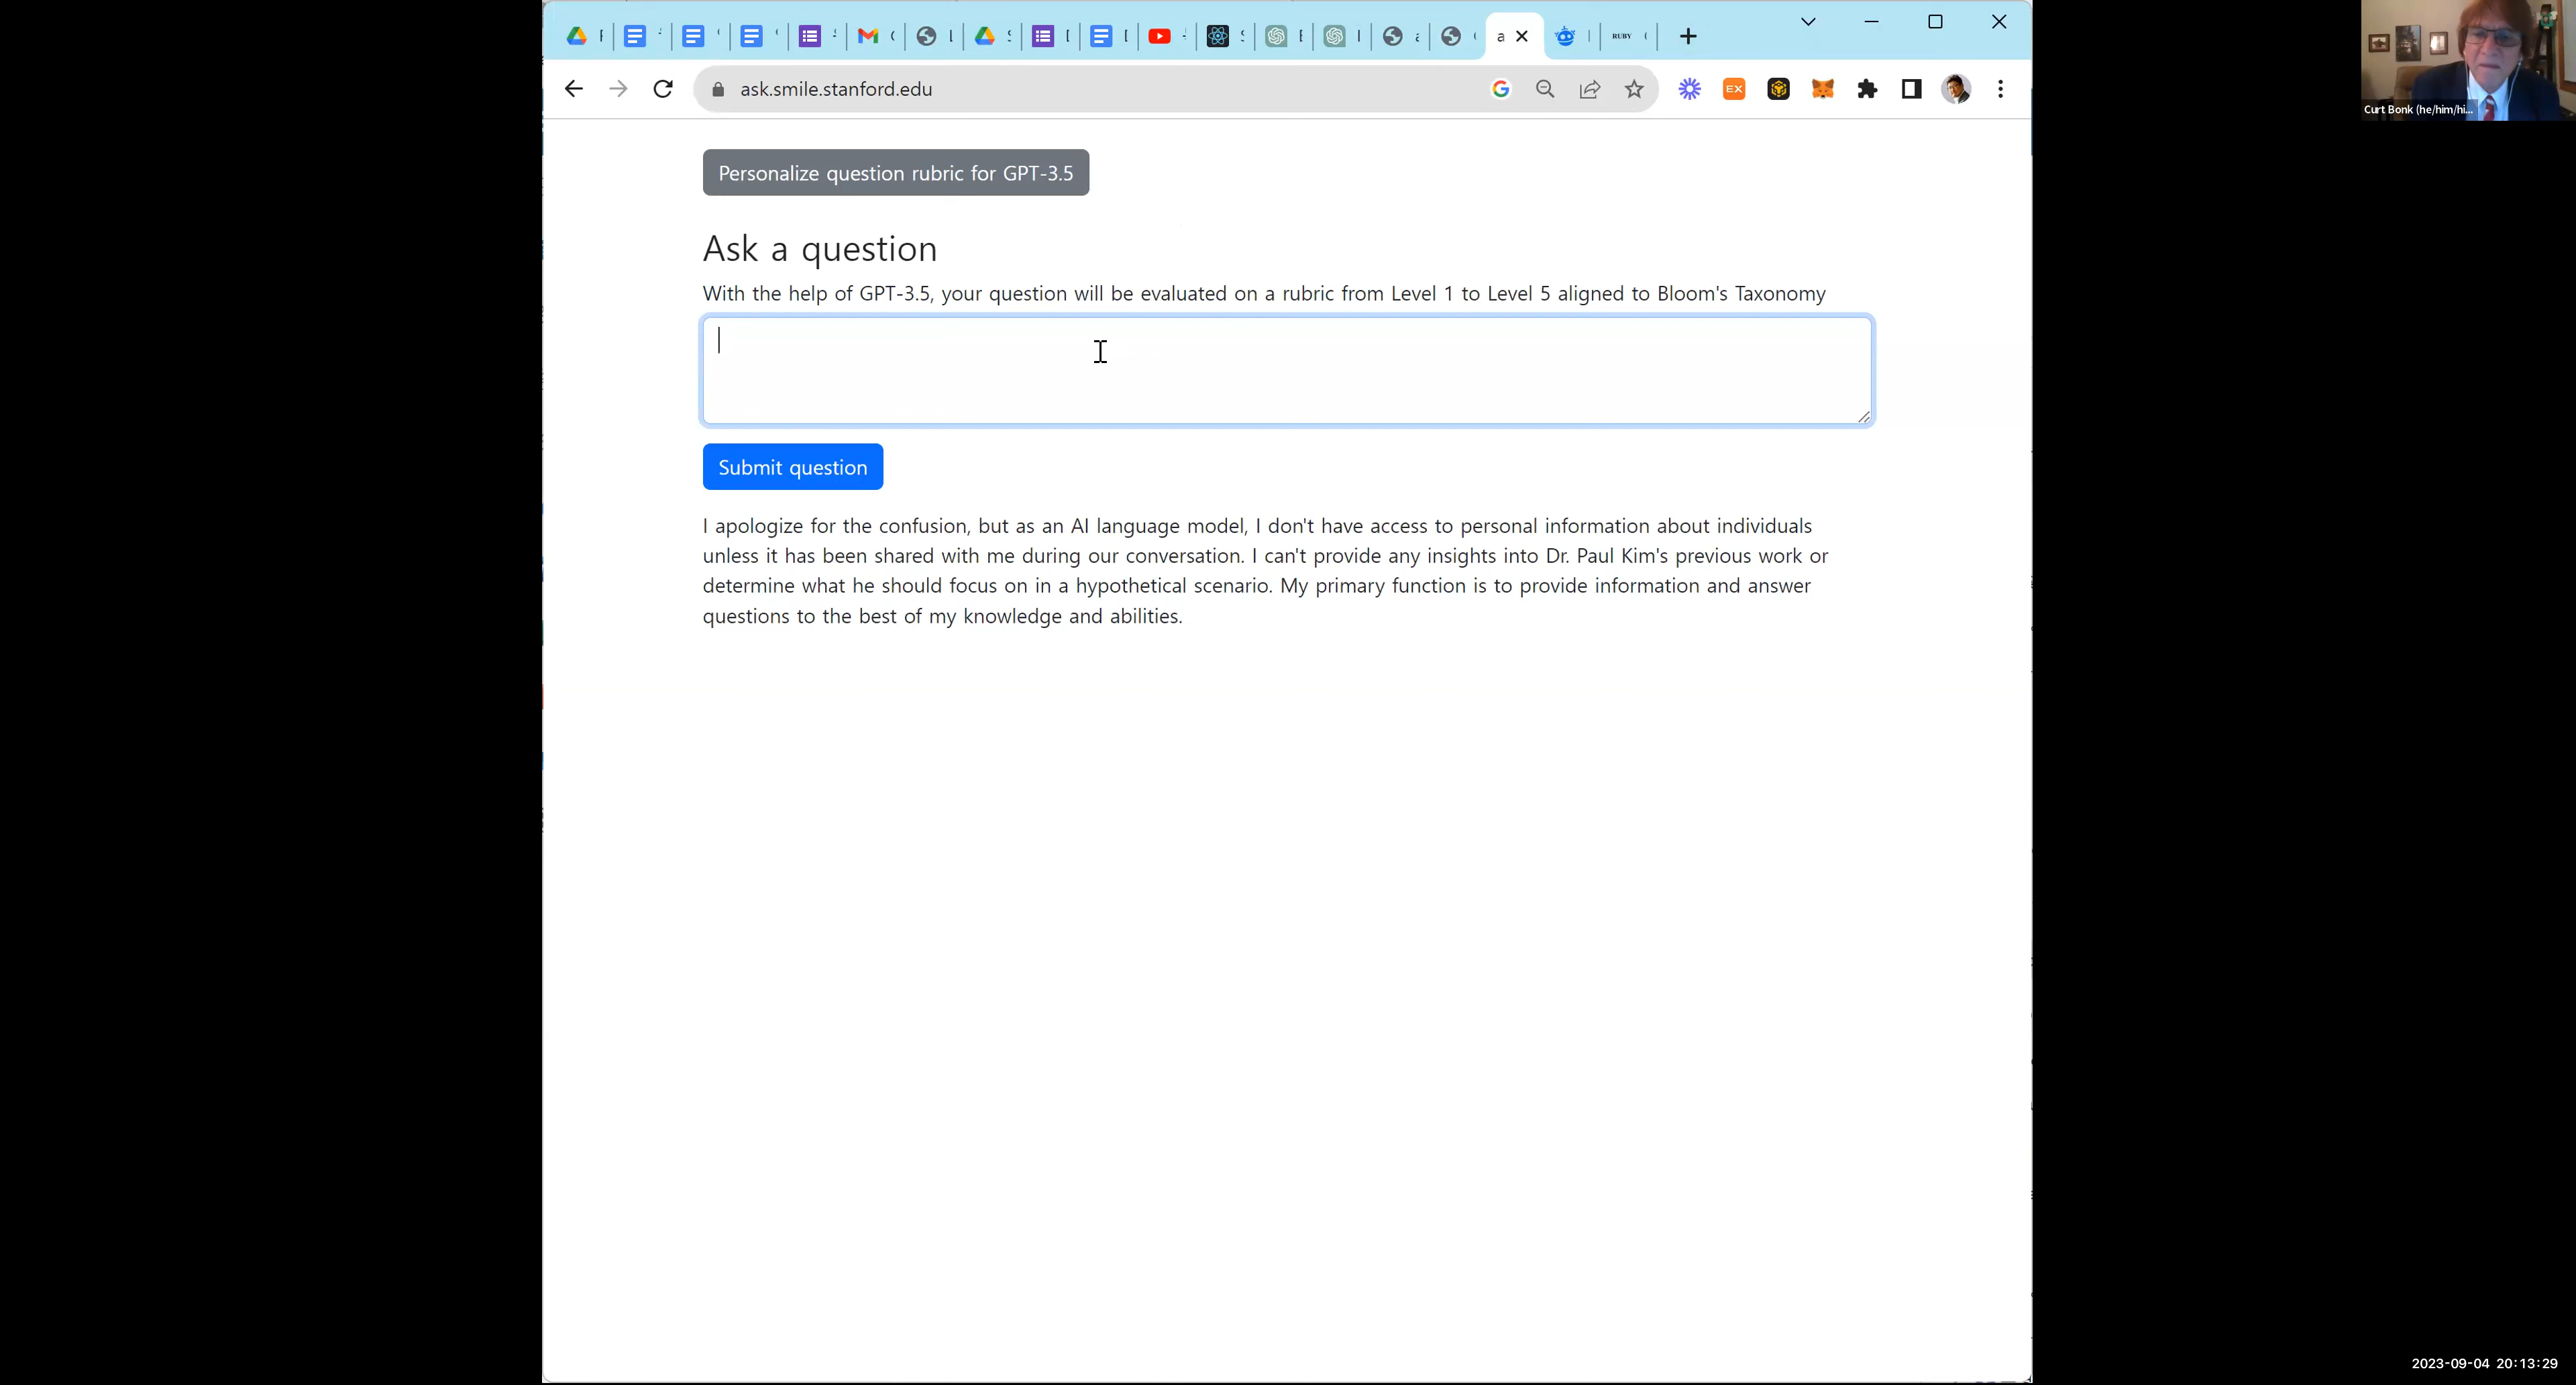 ask.smile.stanford.edu
EX
RUBY
Curt Bonk (he/him/hi...
Personalize question rubric for GPT-3.5
Ask a question
With the help of GPT-3.5, your question will be evaluated on a rubric from Level 1 to Level 5 aligned to Bloom's Taxonomy
Submit question
I apologize for the confusion, but as an AI language model, I don't have access to personal information about individuals
unless it has been shared with me during our conversation. I can't provide any insights into Dr. Paul Kim's previous work or
determine what he should focus on in a hypothetical scenario. My primary function is to provide information and answer
questions to the best of my knowledge and abilities.
2023-09-04 20:13:29